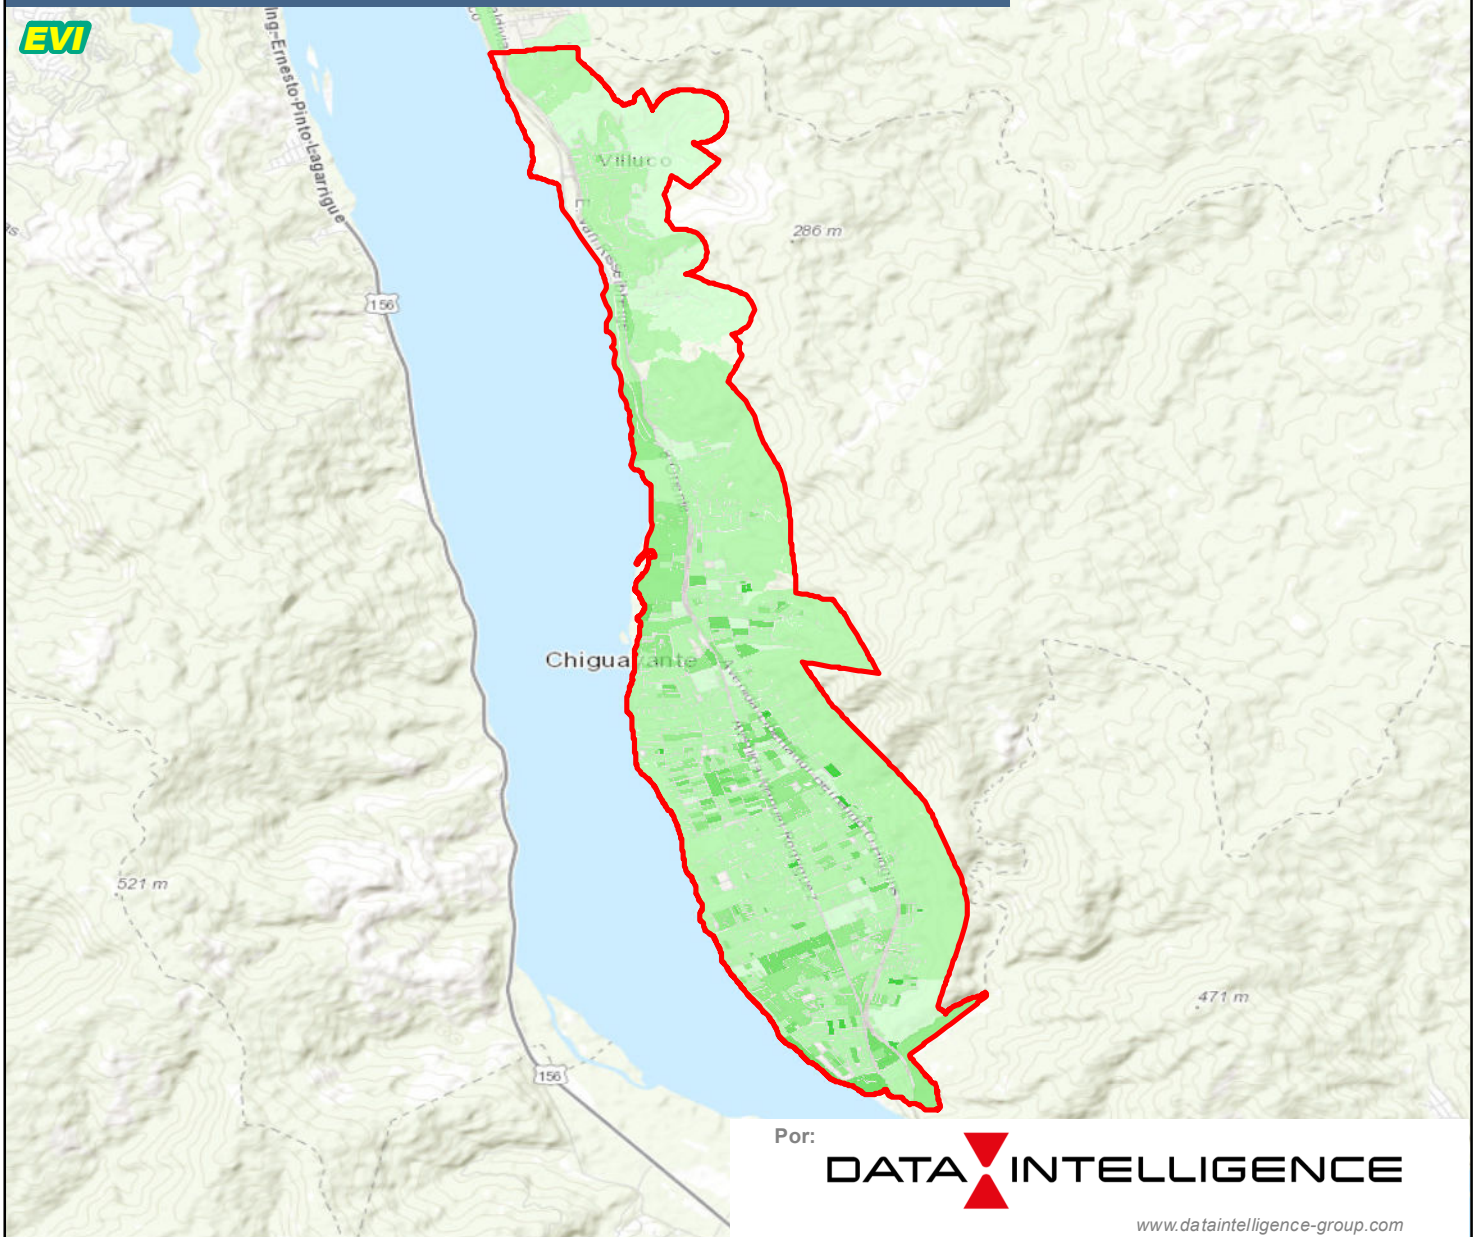 EVI
Ing-Ernesto-Pinto-Lagarrigue
Villuco
286 m
156
Chiguayante
521 m
471 m
156
Por:
DATA INTELLIGENCE
www.dataintelligence-group.com